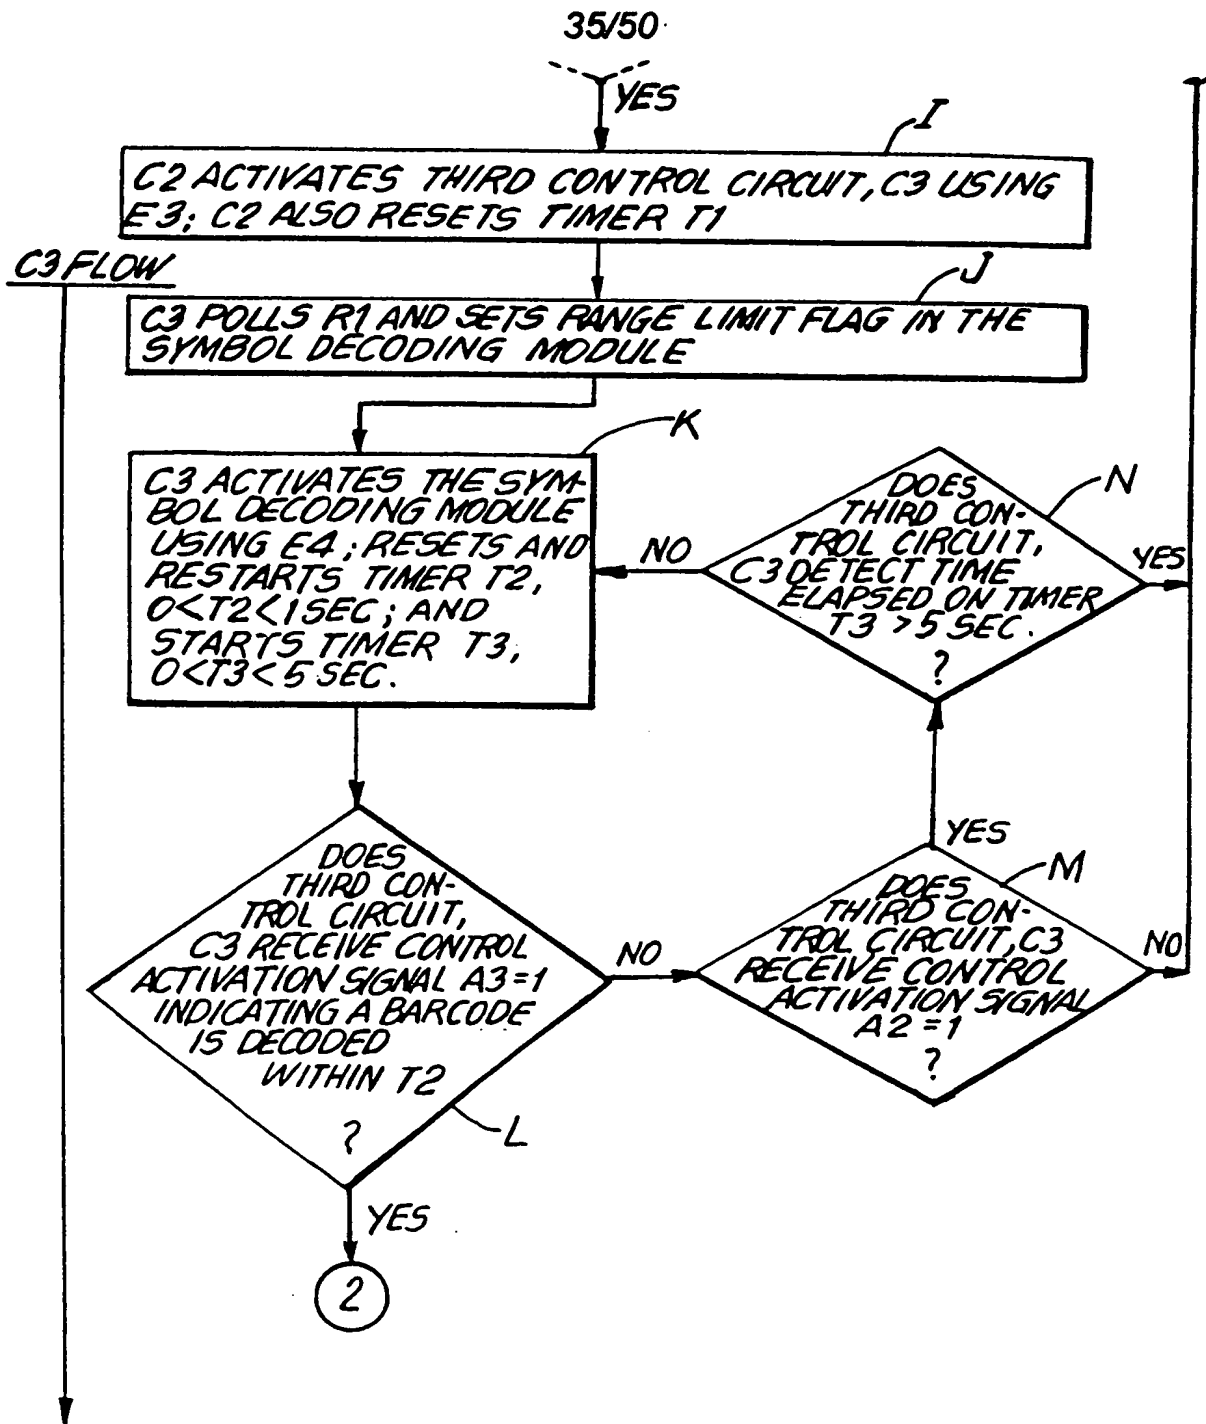 35/50
YES
I
C2 ACTIVATES THIRD CONTROL CIRCUIT, C3 USING
E3; C2 ALSO RESETS TIMER T1
C3 FLOW
J
C3 POLLS R1 AND SETS RANGE LIMIT FLAG IN THE
SYMBOL DECODING MODULE
K
C3 ACTIVATES THE SYM-
BOL DECODING MODULE
USING E4; RESETS AND
RESTARTS TIMER T2,
0<T2<1 SEC; AND
STARTS TIMER T3,
0<T3<5 SEC.
NO
DOES
THIRD CON-
TROL CIRCUIT,
C3 DETECT TIME
ELAPSED ON TIMER
T3 >5 SEC.
?
N
YES
DOES
THIRD CON-
TROL CIRCUIT,
C3 RECEIVE CONTROL
ACTIVATION SIGNAL A3=1
INDICATING A BARCODE
IS DECODED
WITHIN T2
?
L
NO
YES
M
DOES
THIRD CON-
TROL CIRCUIT, C3
RECEIVE CONTROL
ACTIVATION SIGNAL
A2=1
?
NO
YES
2